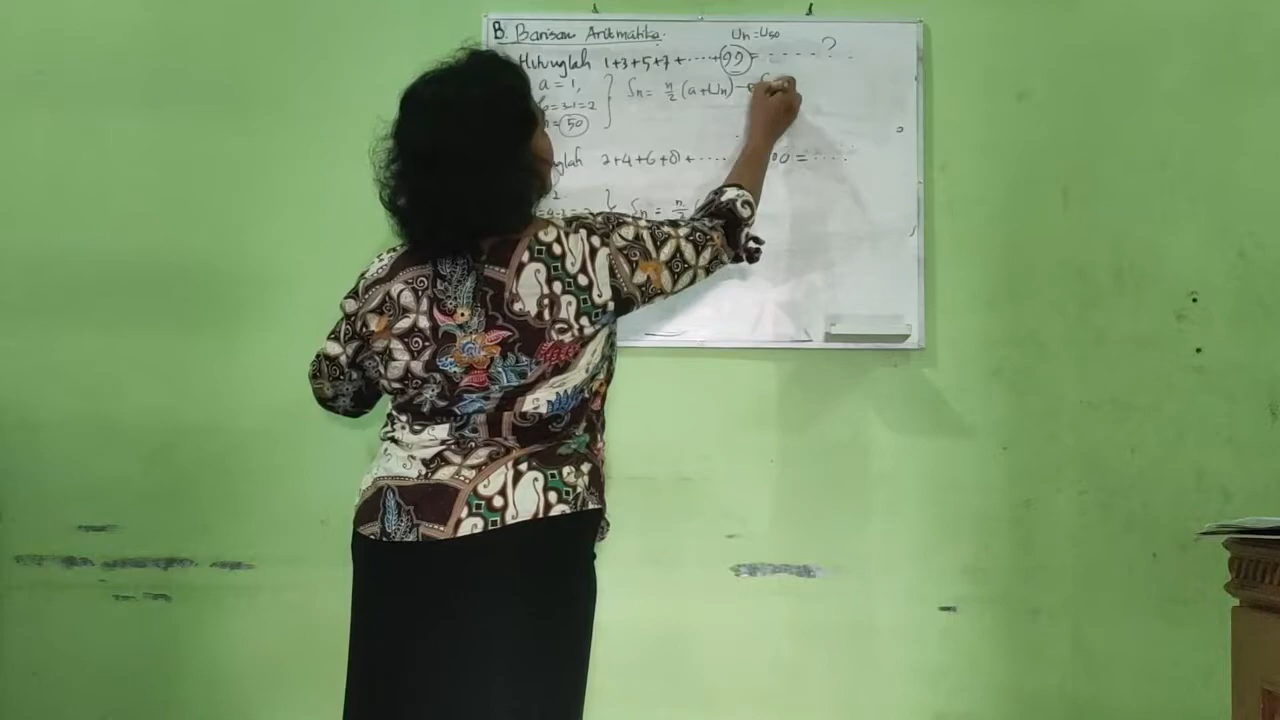 B. Barisan Aritmatika.
Un=U50
Hitunglah 1+3+5+7+.....+99=.....?
a = 1,
b=3-1=2
n=50
Sn= n/2 (a+Un) →
2+4+6+8+.... 00=....
Sn = n/2